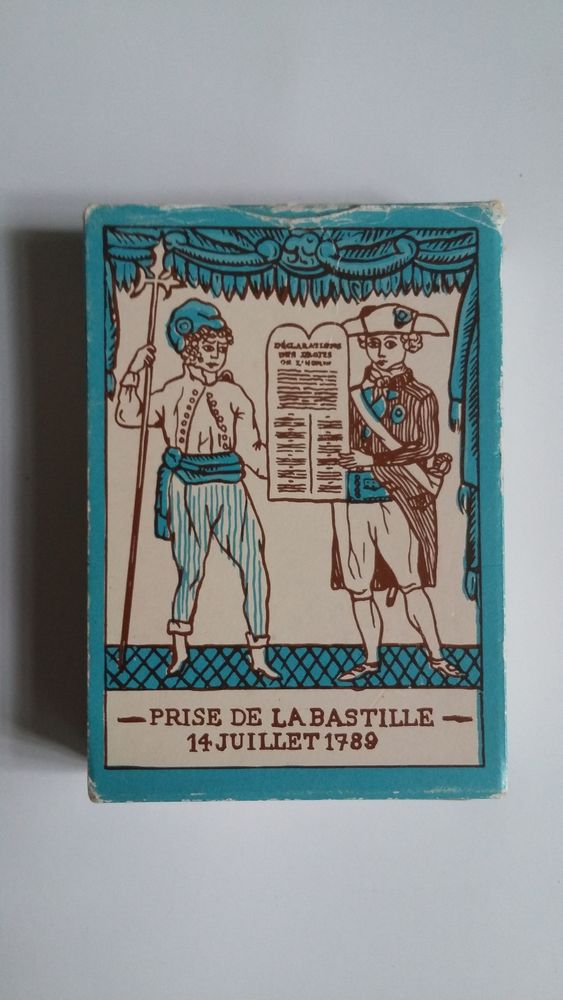 DÉCLARATIONS
DES DROITS
DE L'HOMME
— PRISE DE LA BASTILLE —
14 JUILLET 1789